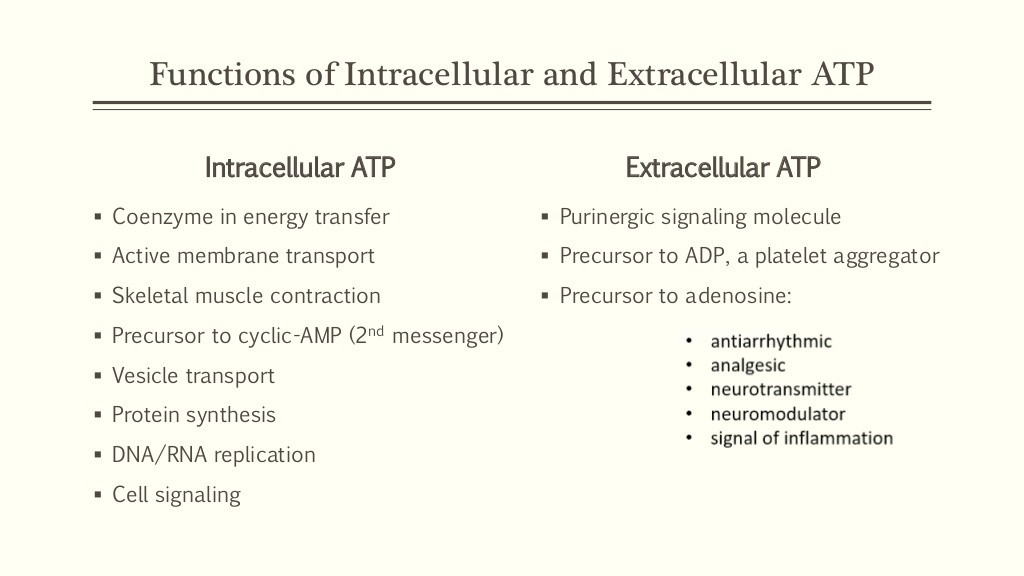 Functions of Intracellular and Extracellular ATP
Intracellular ATP
▪ Coenzyme in energy transfer
▪ Active membrane transport
▪ Skeletal muscle contraction
▪ Precursor to cyclic-AMP (2nd messenger)
▪ Vesicle transport
▪ Protein synthesis
▪ DNA/RNA replication
▪ Cell signaling
Extracellular ATP
▪ Purinergic signaling molecule
▪ Precursor to ADP, a platelet aggregator
▪ Precursor to adenosine:
• antiarrhythmic
• analgesic
• neurotransmitter
• neuromodulator
• signal of inflammation